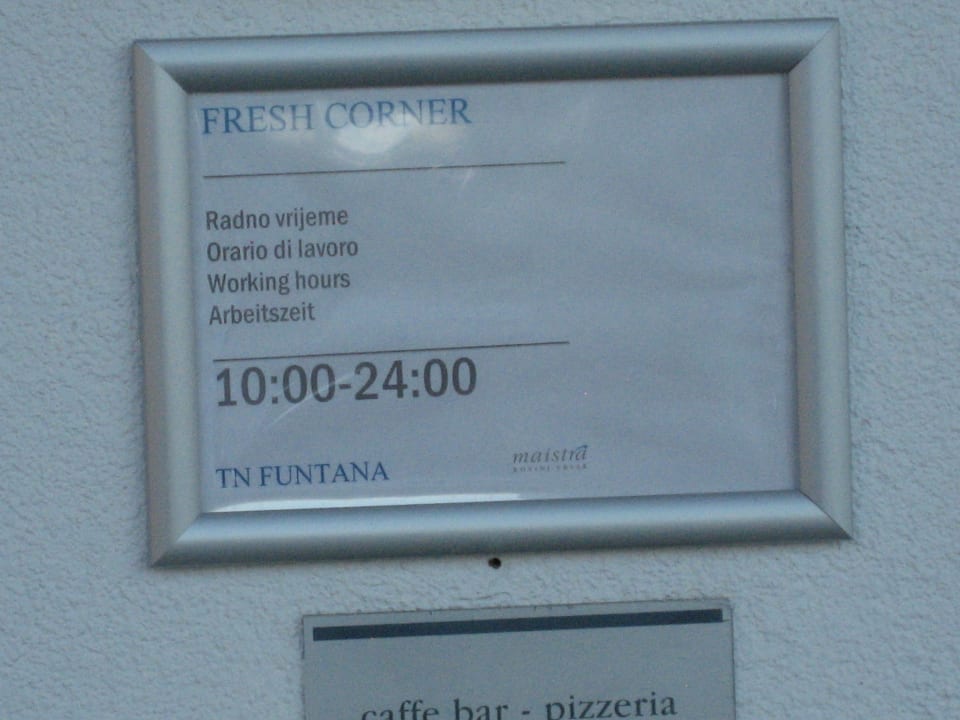 FRESH CORNER
Radno vrijeme
Orario di lavoro
Working hours
Arbeitszeit
10:00-24:00
TN FUNTANA
maistra
caffe bar - pizzeria